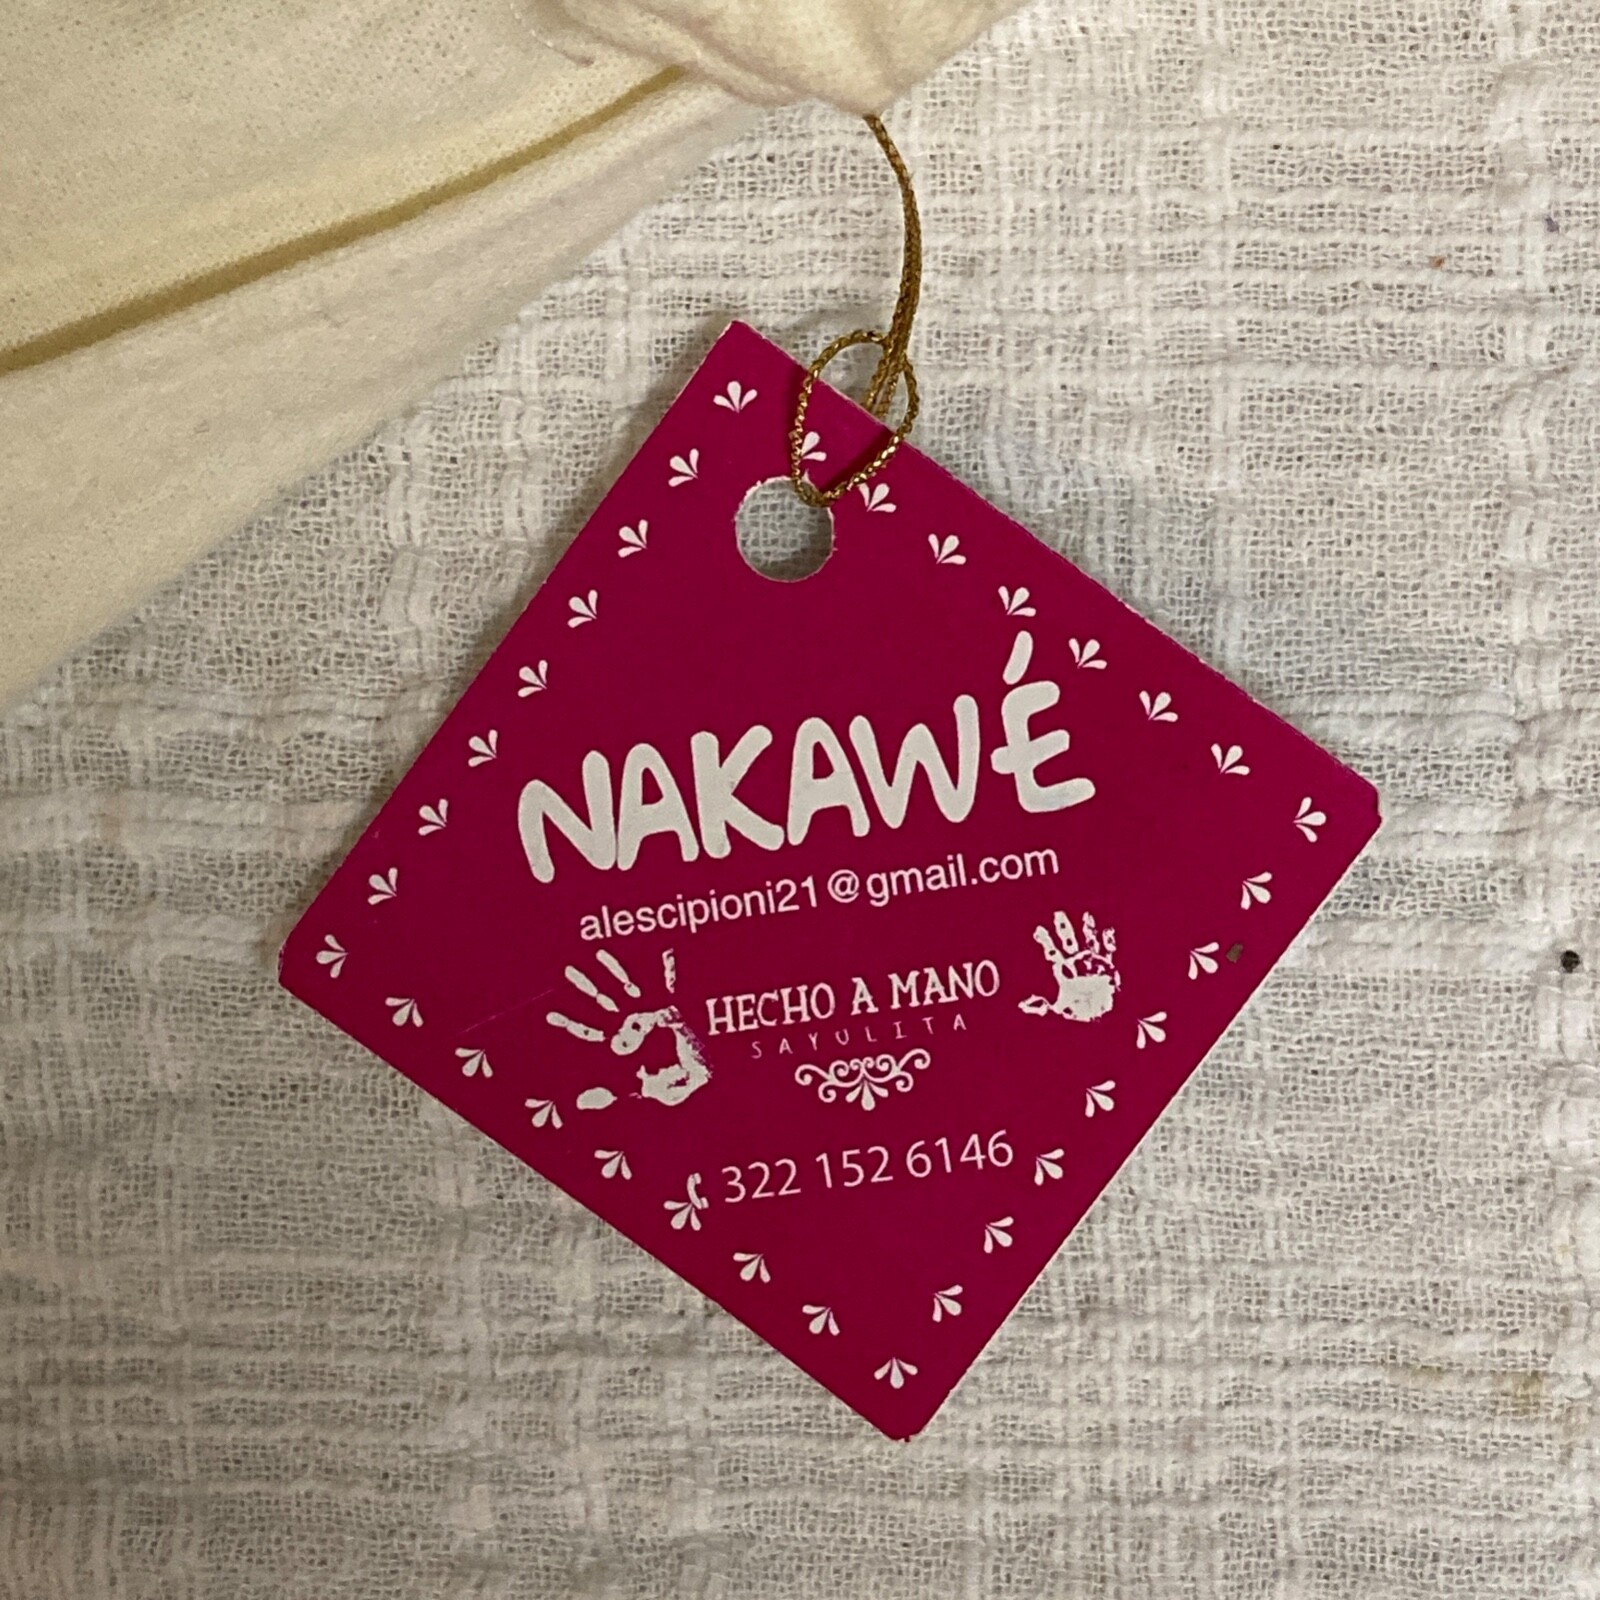 NAKAWÉ
alescipioni21@gmail.com
HECHO A MANO
SAYULITA
322 152 6146